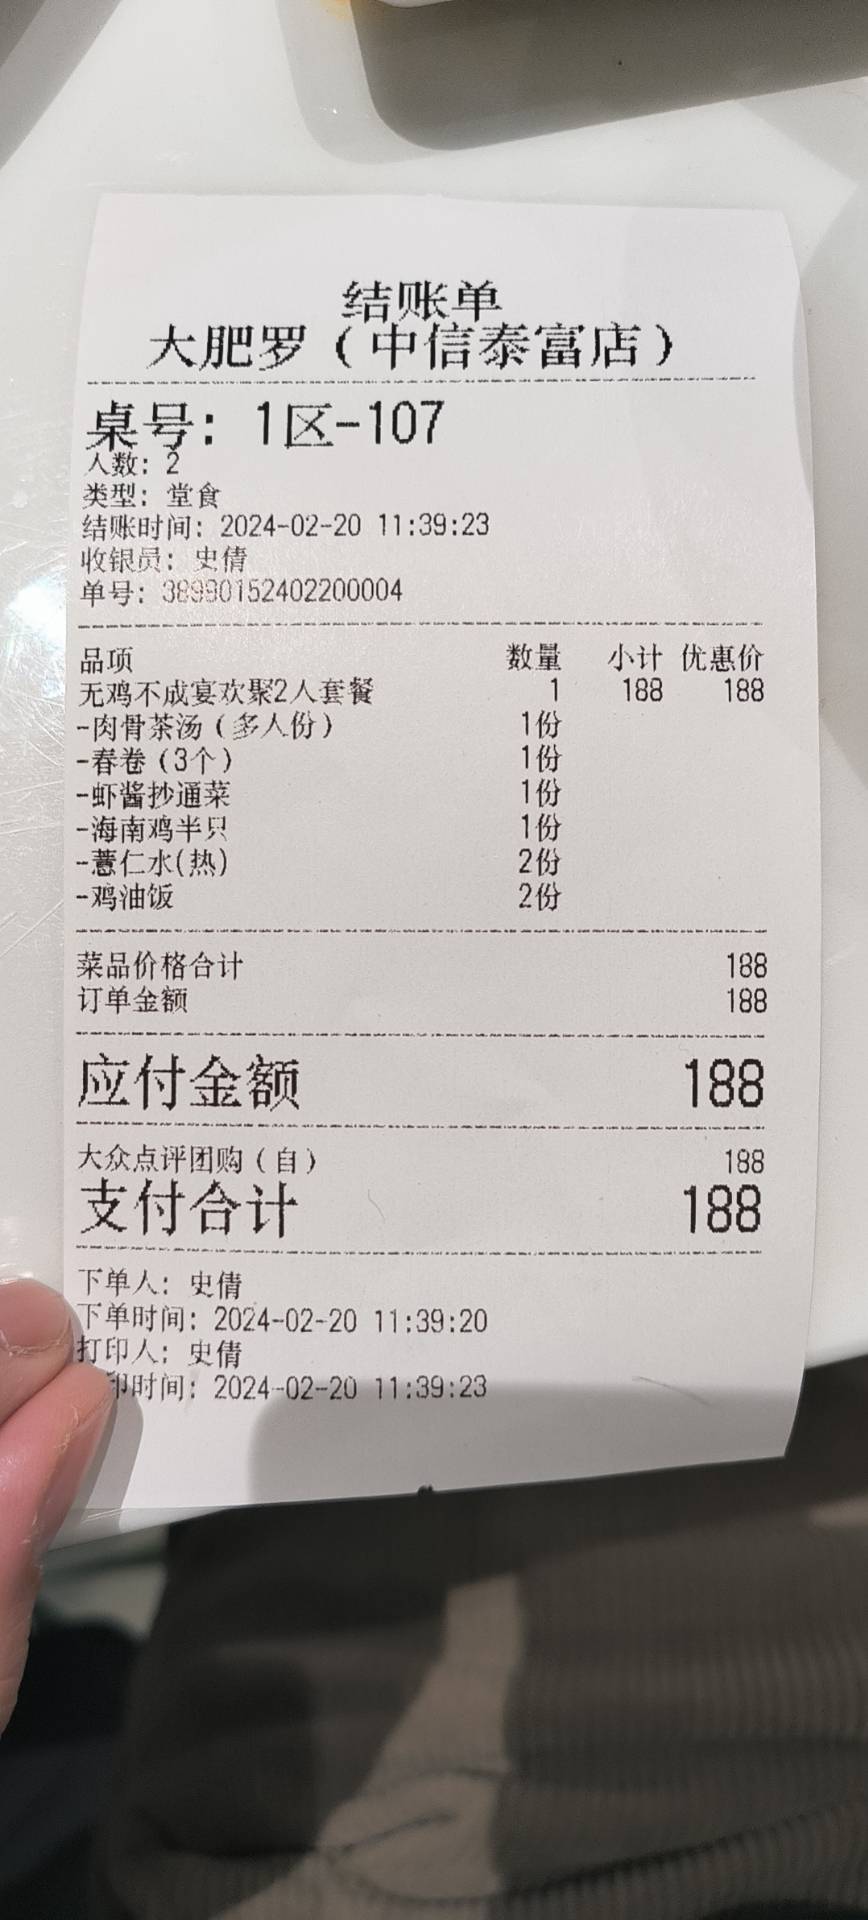 结账单
大肥罗（中信泰富店）
桌号：1区-107
人数：2
类型：堂食
结账时间：2024-02-20 11:39:23
收银员：史倩
单号：38990152402200004
品项 数量 小计 优惠价
无鸡不成宴欢聚2人套餐 1 188 188
-肉骨茶汤（多人份） 1份
-春卷（3个） 1份
-虾酱抄通菜 1份
-海南鸡半只 1份
-薏仁水(热) 2份
-鸡油饭 2份
菜品价格合计 188
订单金额 188
应付金额 188
大众点评团购（自） 188
支付合计 188
下单人：史倩
下单时间：2024-02-20 11:39:20
打印人：史倩
印时间：2024-02-20 11:39:23